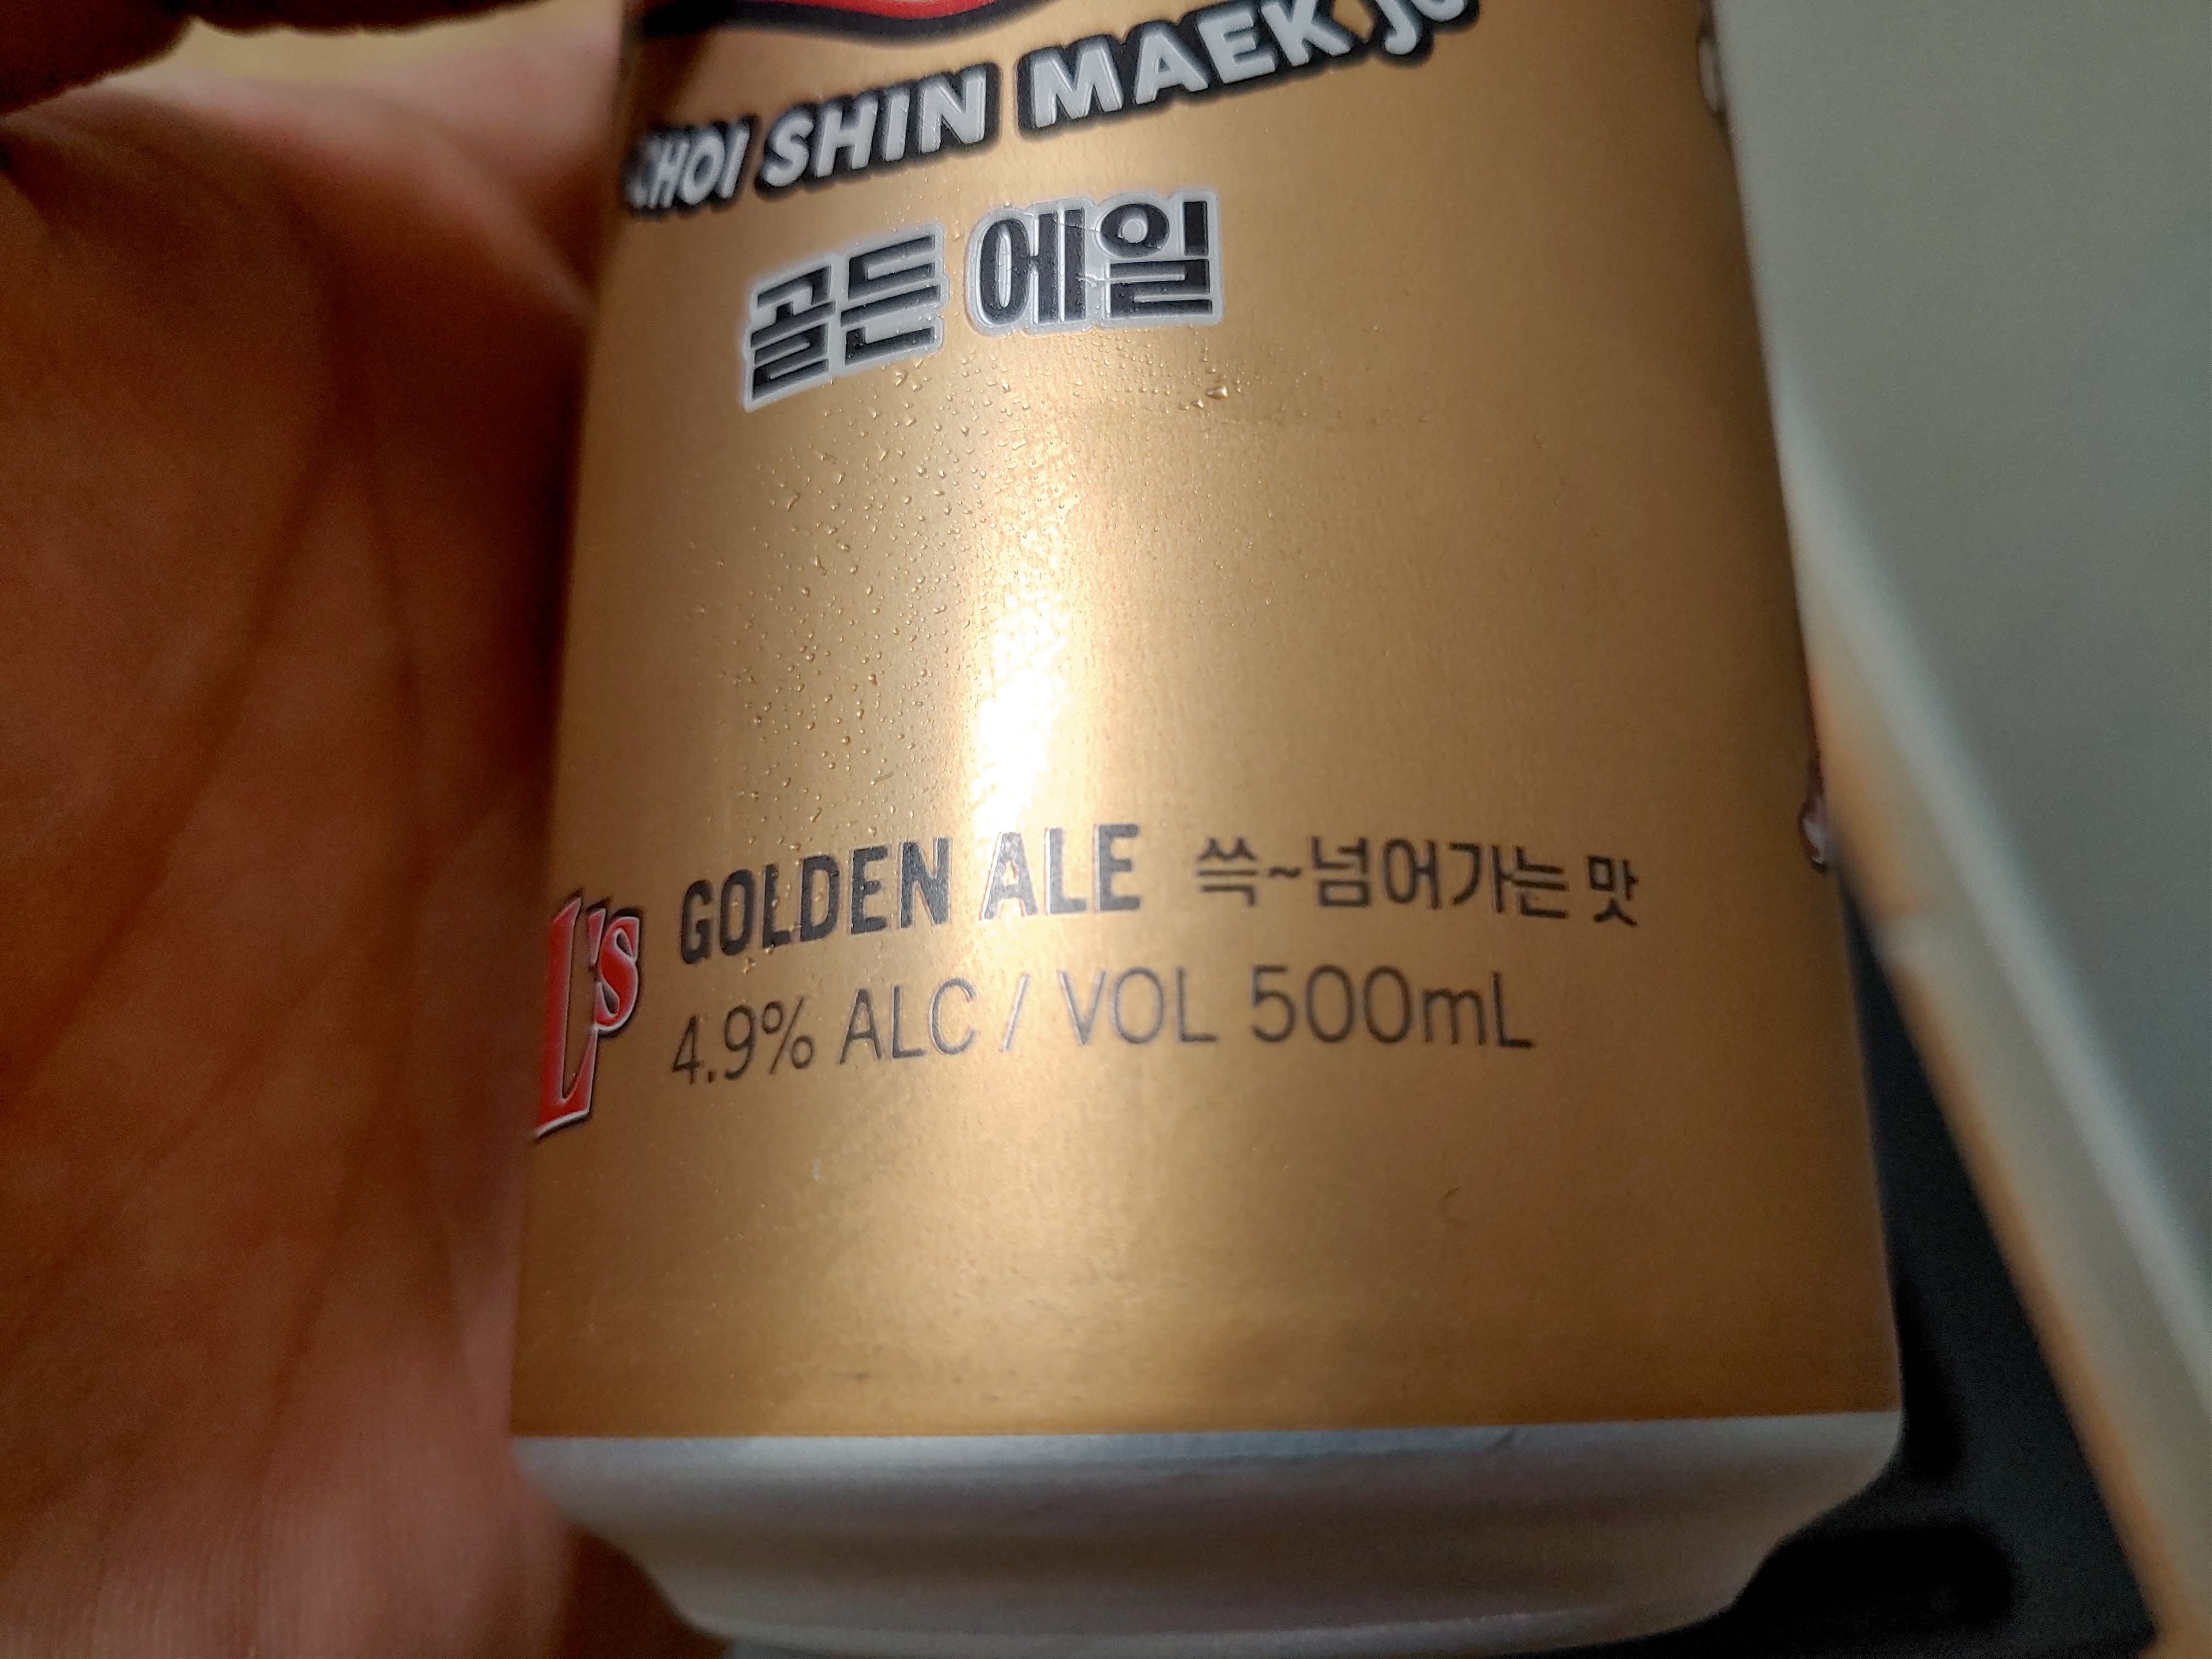 CHOI SHIN MAEK
골든 에일
L's
GOLDEN ALE 쓱~넘어가는 맛
4.9% ALC / VOL 500mL